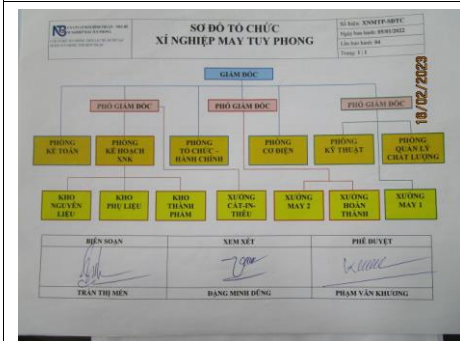 NB
SƠ ĐỒ TỔ CHỨC
XÍ NGHIỆP MAY TUY PHONG
Số hiệu: XNMTP-SĐTC
Ngày ban hành: 05/01/2022
Lần ban hành: 04
Trang: 1 / 1
GIÁM ĐỐC
PHÓ GIÁM ĐỐC
PHÓ GIÁM ĐỐC
PHÓ GIÁM ĐỐC
16/02/2023
PHÒNG KẾ TOÁN
PHÒNG KẾ HOẠCH XNK
PHÒNG TỔ CHỨC – HÀNH CHÍNH
PHÒNG CƠ ĐIỆN
PHÒNG KỸ THUẬT
PHÒNG QUẢN LÝ CHẤT LƯỢNG
KHO NGUYÊN LIỆU
KHO PHỤ LIỆU
KHO THÀNH PHẨM
XƯỞNG CẮT-IN-THÊU
XƯỞNG MAY 2
XƯỞNG HOÀN THÀNH
XƯỞNG MAY 1
BIÊN SOẠN
XEM XÉT
PHÊ DUYỆT
TRẦN THỊ MẾN
ĐẶNG MINH DŨNG
PHẠM VĂN KHƯƠNG